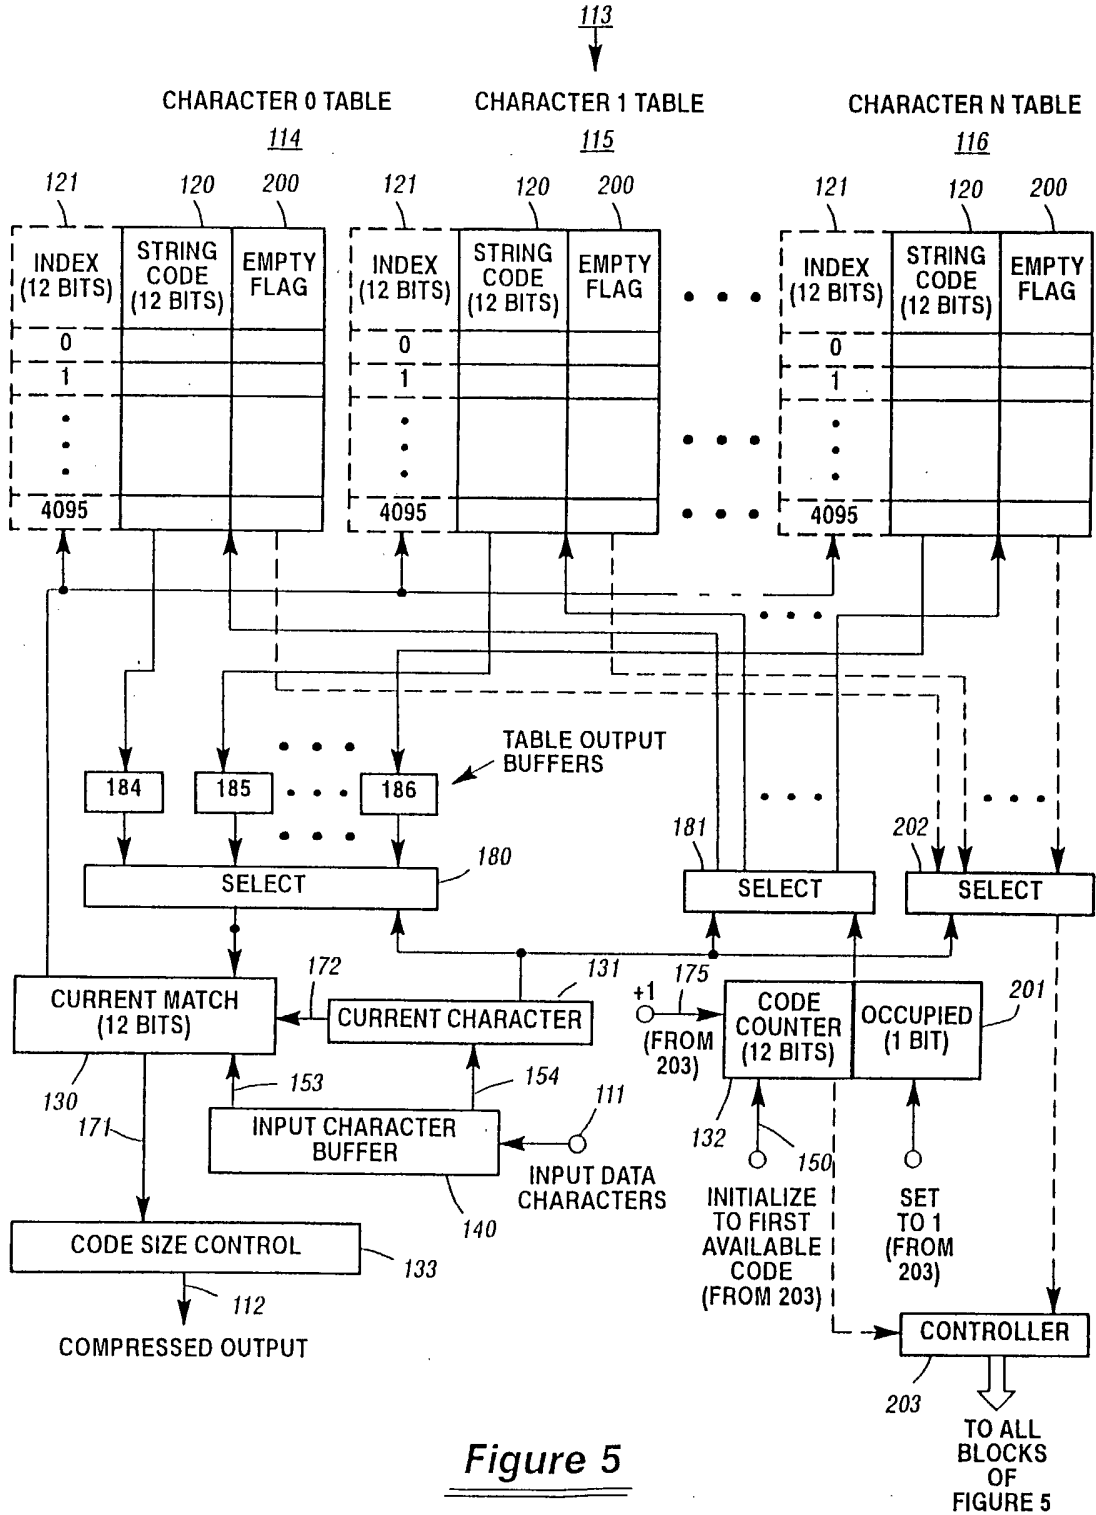 113
CHARACTER 0 TABLE
CHARACTER 1 TABLE
CHARACTER N TABLE
114
115
116
121
120
200
121
120
200
121
120
200
INDEX
(12 BITS)
STRING
CODE
(12 BITS)
EMPTY
FLAG
INDEX
(12 BITS)
STRING
CODE
(12 BITS)
EMPTY
FLAG
INDEX
(12 BITS)
STRING
CODE
(12 BITS)
EMPTY
FLAG
0
0
0
1
1
1
4095
4095
4095
TABLE OUTPUT
BUFFERS
184
185
186
180
SELECT
181
SELECT
202
SELECT
CURRENT MATCH
(12 BITS)
172
131
CURRENT CHARACTER
+1
175
(FROM
203)
CODE
COUNTER
(12 BITS)
OCCUPIED
(1 BIT)
201
130
153
154
111
132
150
171
INPUT CHARACTER
BUFFER
INPUT DATA
CHARACTERS
140
INITIALIZE
TO FIRST
AVAILABLE
CODE
(FROM 203)
SET
TO 1
(FROM
203)
CODE SIZE CONTROL
133
112
COMPRESSED OUTPUT
CONTROLLER
203
TO ALL
BLOCKS
OF
FIGURE 5
Figure 5